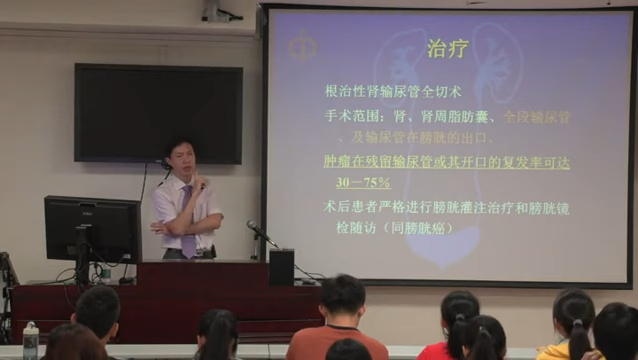 治疗
根治性肾输尿管全切术
手术范围：肾、肾周脂肪囊、全段输尿管
、及输尿管在膀胱的出口、
肿瘤在残留输尿管或其开口的复发率可达
30－75%
术后患者严格进行膀胱灌注治疗和膀胱镜
检随访（同膀胱癌）